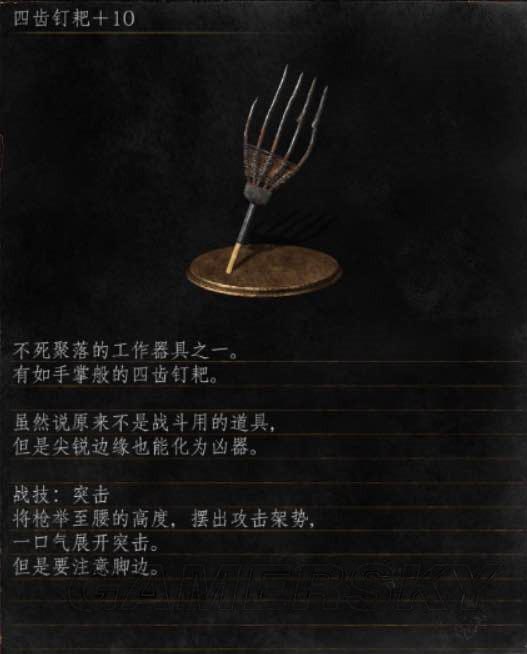 四齿钉耙＋10
不死聚落的工作器具之一。
有如手掌般的四齿钉耙。
虽然说原来不是战斗用的道具，
但是尖锐边缘也能化为凶器。
战技：突击
将枪举至腰的高度，摆出攻击架势，
一口气展开突击。
但是要注意脚边。
GAMERSKY